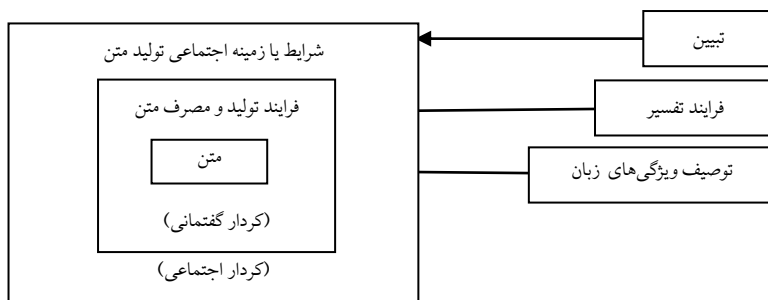 تبیین
شرایط یا زمینه اجتماعی تولید متن
فرایند تولید و مصرف متن
فرایند تفسیر
متن
توصیف ویژگی‌های زبان
(کردار گفتمانی)
(کردار اجتماعی)